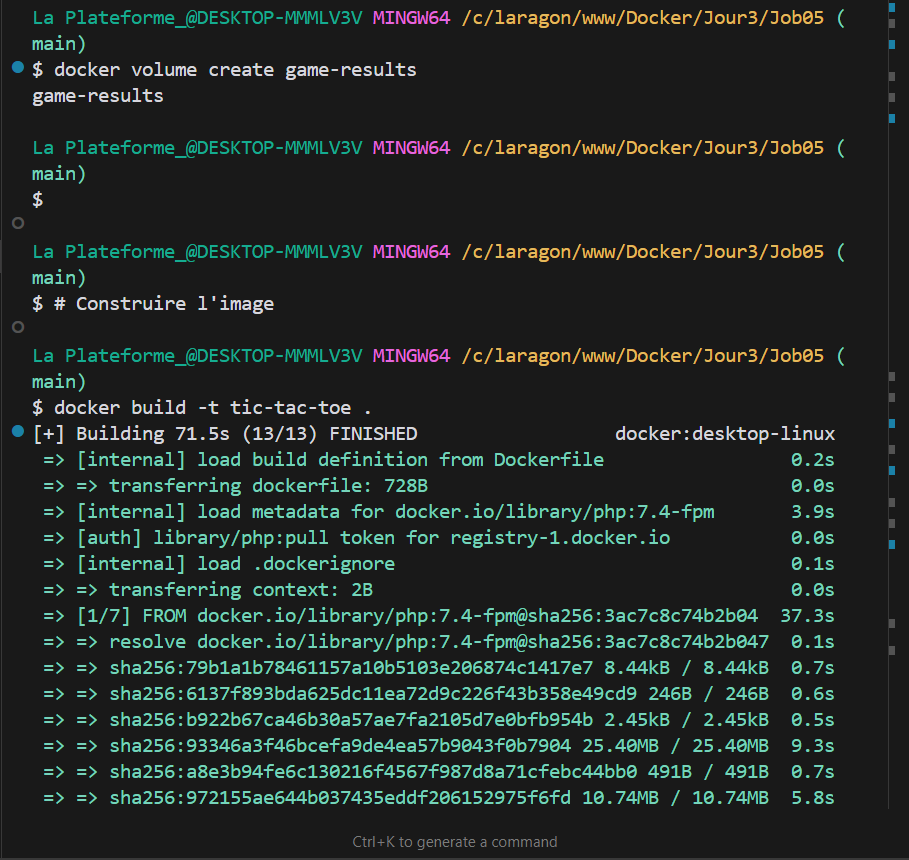 La Plateforme_@DESKTOP-MMMLV3V MINGW64 /c/laragon/www/Docker/Jour3/Job05 (
main)
$ docker volume create game-results
game-results
La Plateforme_@DESKTOP-MMMLV3V MINGW64 /c/laragon/www/Docker/Jour3/Job05 (
main)
$
La Plateforme_@DESKTOP-MMMLV3V MINGW64 /c/laragon/www/Docker/Jour3/Job05 (
main)
$ # Construire l'image
La Plateforme_@DESKTOP-MMMLV3V MINGW64 /c/laragon/www/Docker/Jour3/Job05 (
main)
$ docker build -t tic-tac-toe .
[+] Building 71.5s (13/13) FINISHED docker:desktop-linux
=> [internal] load build definition from Dockerfile 0.2s
=> => transferring dockerfile: 728B 0.0s
=> [internal] load metadata for docker.io/library/php:7.4-fpm 3.9s
=> [auth] library/php:pull token for registry-1.docker.io 0.0s
=> [internal] load .dockerignore 0.1s
=> => transferring context: 2B 0.0s
=> [1/7] FROM docker.io/library/php:7.4-fpm@sha256:3ac7c8c74b2b04 37.3s
=> => resolve docker.io/library/php:7.4-fpm@sha256:3ac7c8c74b2b047 0.1s
=> => sha256:79b1a1b78461157a10b5103e206874c1417e7 8.44kB / 8.44kB 0.7s
=> => sha256:6137f893bda625dc11ea72d9c226f43b358e49cd9 246B / 246B 0.6s
=> => sha256:b922b67ca46b30a57ae7fa2105d7e0bfb954b 2.45kB / 2.45kB 0.5s
=> => sha256:93346a3f46bcefa9de4ea57b9043f0b7904 25.40MB / 25.40MB 9.3s
=> => sha256:a8e3b94fe6c130216f4567f987d8a71cfebc44bb0 491B / 491B 0.7s
=> => sha256:972155ae644b037435eddf206152975f6fd 10.74MB / 10.74MB 5.8s
Ctrl+K to generate a command